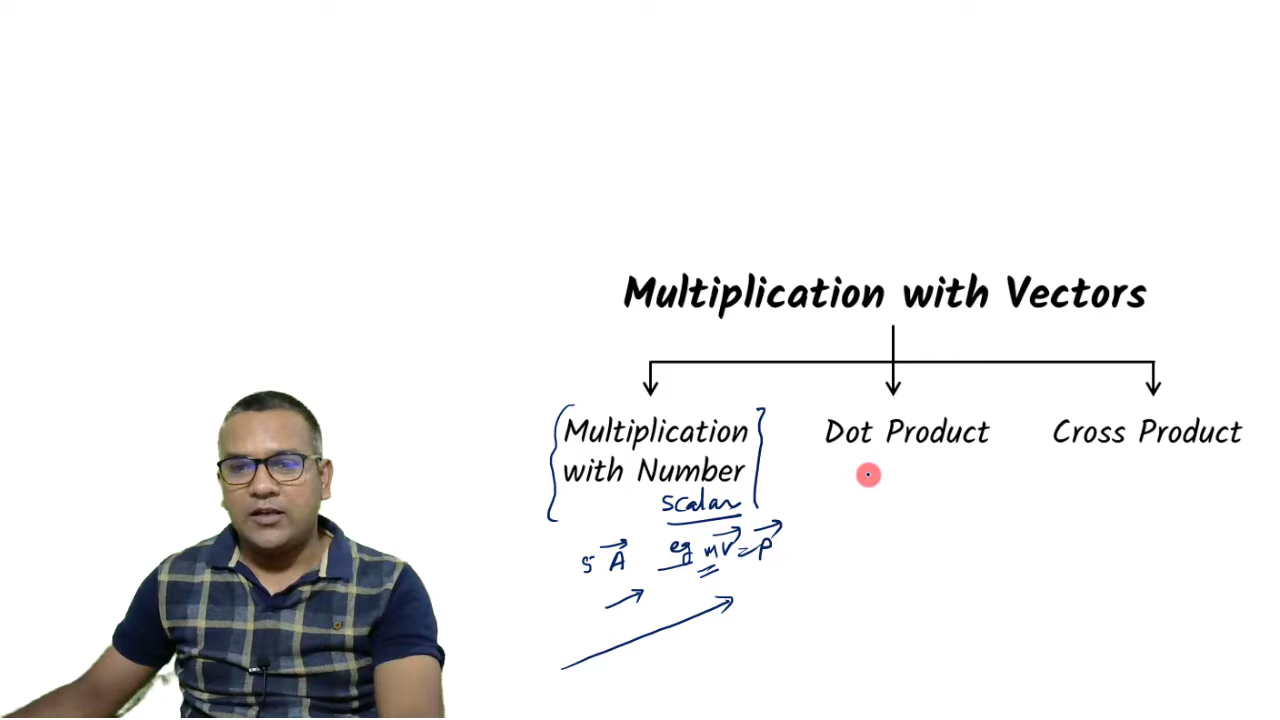 Multiplication with Vectors
Multiplication
with Number
Dot Product
Cross Product
scalar
5 A⃗
eg mv⃗ = P⃗